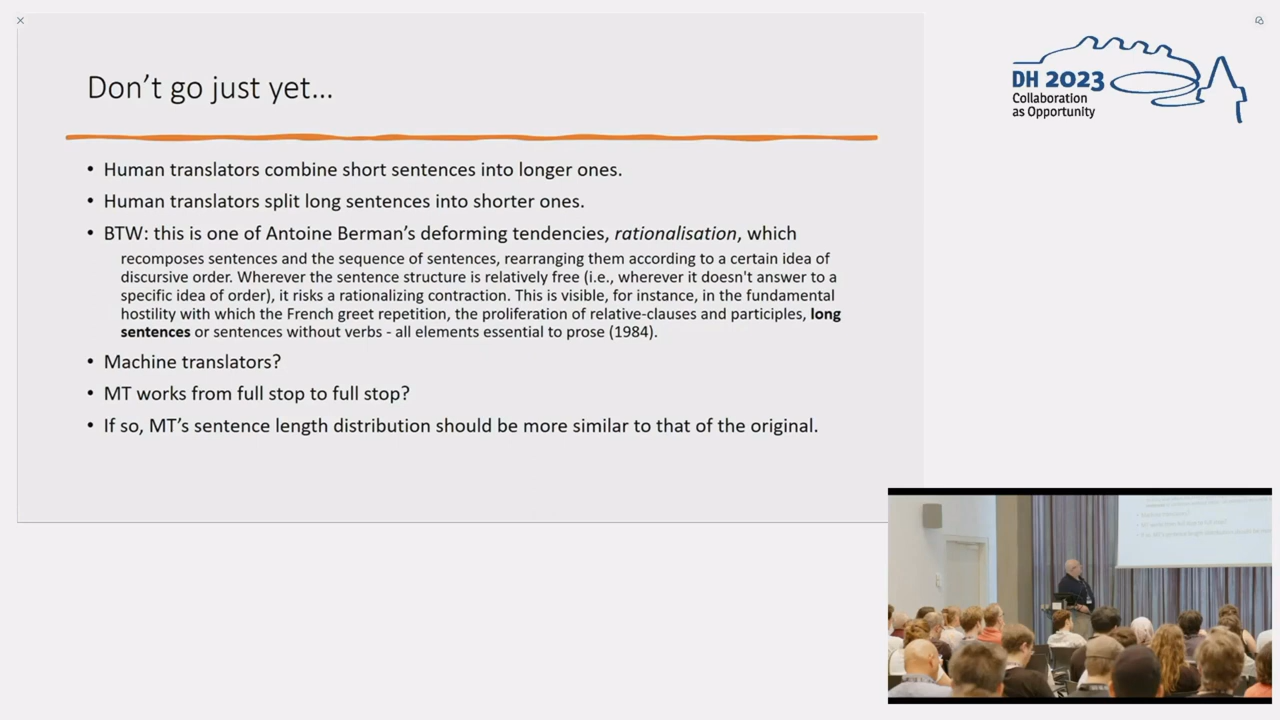 Don't go just yet...
• Human translators combine short sentences into longer ones.
• Human translators split long sentences into shorter ones.
• BTW: this is one of Antoine Berman's deforming tendencies, rationalisation, which
recomposes sentences and the sequence of sentences, rearranging them according to a certain idea of
discursive order. Wherever the sentence structure is relatively free (i.e., wherever it doesn't answer to a
specific idea of order), it risks a rationalizing contraction. This is visible, for instance, in the fundamental
hostility with which the French greet repetition, the proliferation of relative-clauses and participles, long
sentences or sentences without verbs - all elements essential to prose (1984).
• Machine translators?
• MT works from full stop to full stop?
• If so, MT's sentence length distribution should be more similar to that of the original.
DH 2023
Collaboration
as Opportunity